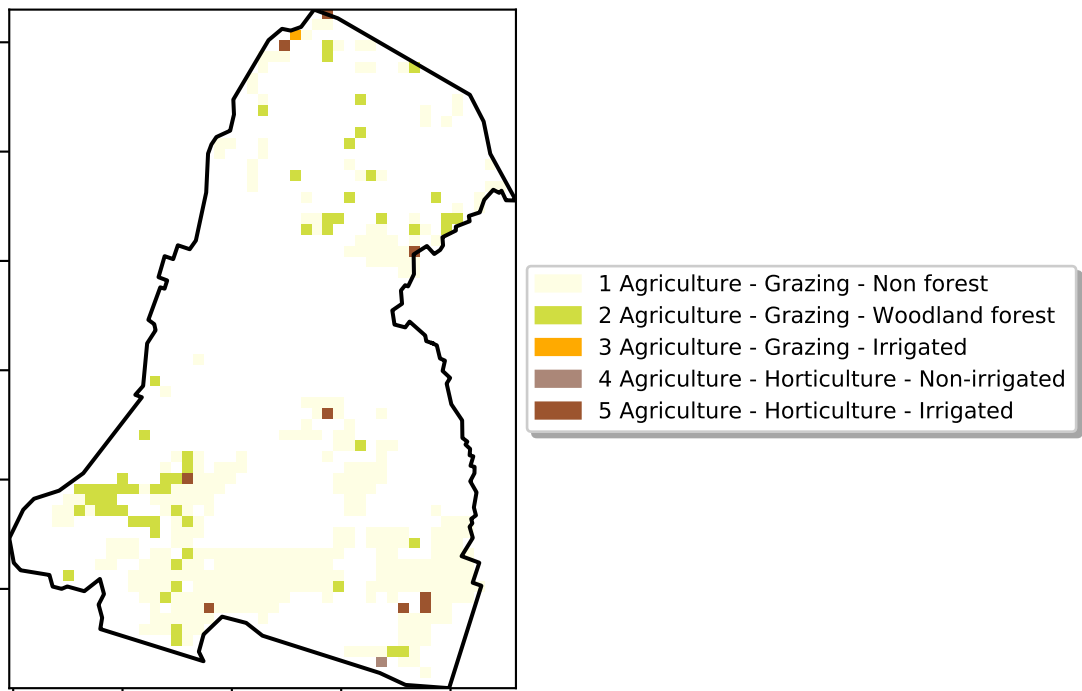 1 Agriculture - Grazing - Non forest
2 Agriculture - Grazing - Woodland forest
3 Agriculture - Grazing - Irrigated
4 Agriculture - Horticulture - Non-irrigated
5 Agriculture - Horticulture - Irrigated